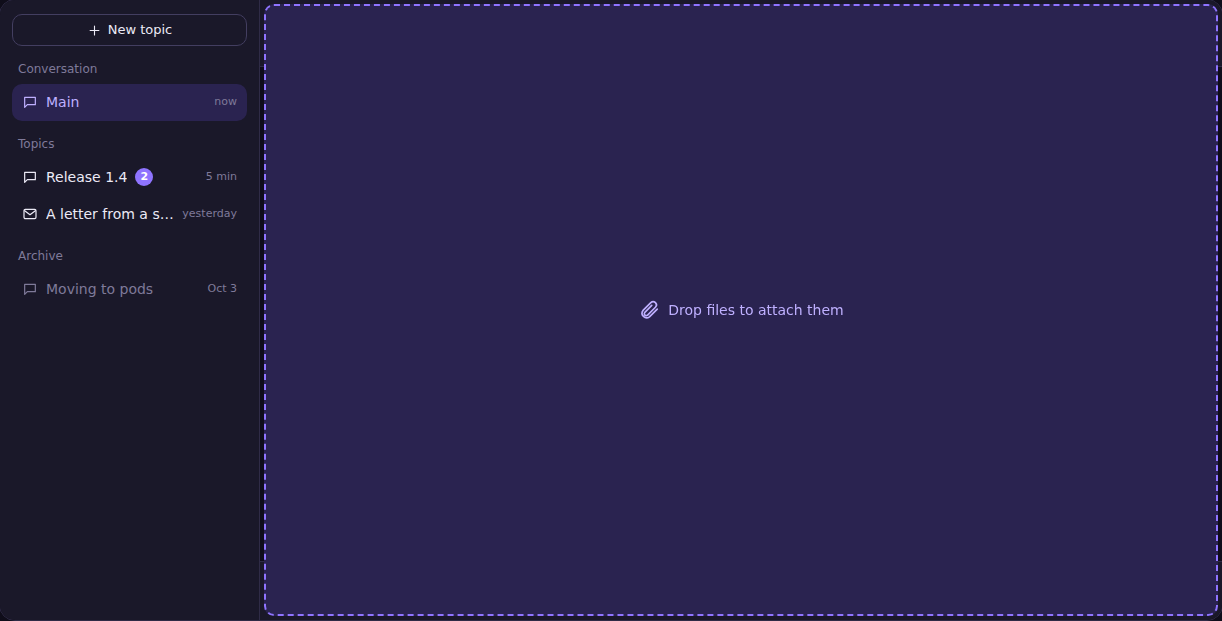 New topic
Conversation
Main now
Topics
Release 1.4 2 5 min
A letter from a s... yesterday
Archive
Moving to pods Oct 3
Drop files to attach them